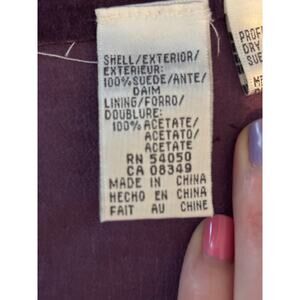 SHELL/EXTERIOR/
EXTERIEUR:
100% SUEDE/ANTE/
DAIM
LINING/FORRO/
DOUBLURE:
100% ACETATE/
ACETATO/
ACETATE
RN 54050
CA 08349
MADE IN CHINA
HECHO EN CHINA
FAIT AU CHINE
DRY